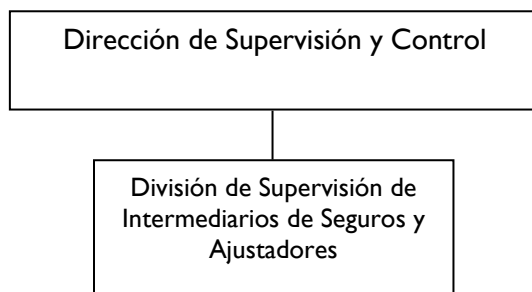 Dirección de Supervisión y Control
División de Supervisión de
Intermediarios de Seguros y
Ajustadores